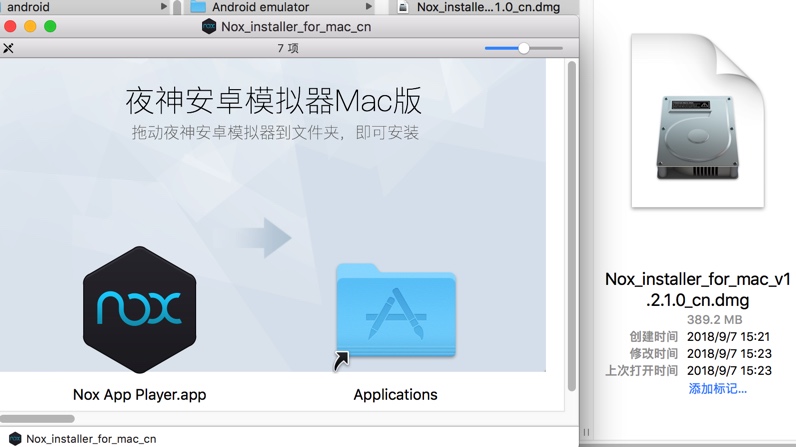 android
Android emulator
Nox_installe...1.0_cn.dmg
Nox_installer_for_mac_cn
7 项
夜神安卓模拟器Mac版
拖动夜神安卓模拟器到文件夹，即可安装
nox
nox
Nox App Player.app
Applications
Nox_installer_for_mac_cn
Nox_installer_for_mac_v1
.2.1.0_cn.dmg
389.2 MB
创建时间 2018/9/7 15:21
修改时间 2018/9/7 15:23
上次打开时间 2018/9/7 15:23
添加标记...